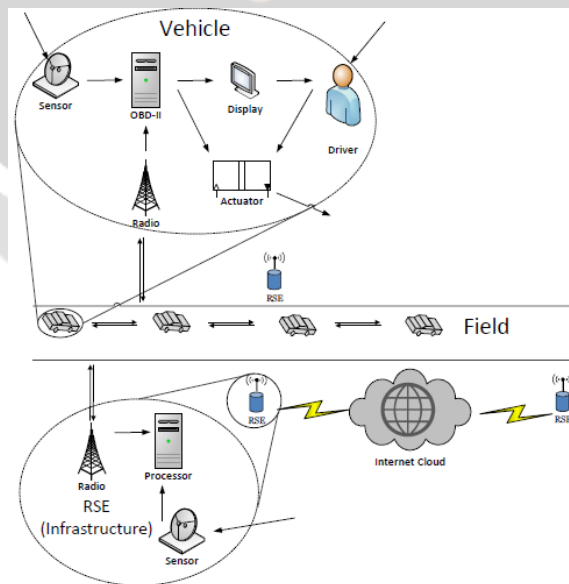 Vehicle
Sensor
OBD-II
Display
Driver
Actuator
Radio
RSE
Field
RSE
RSE
Internet Cloud
Radio
Processor
RSE
(Infrastructure)
Sensor